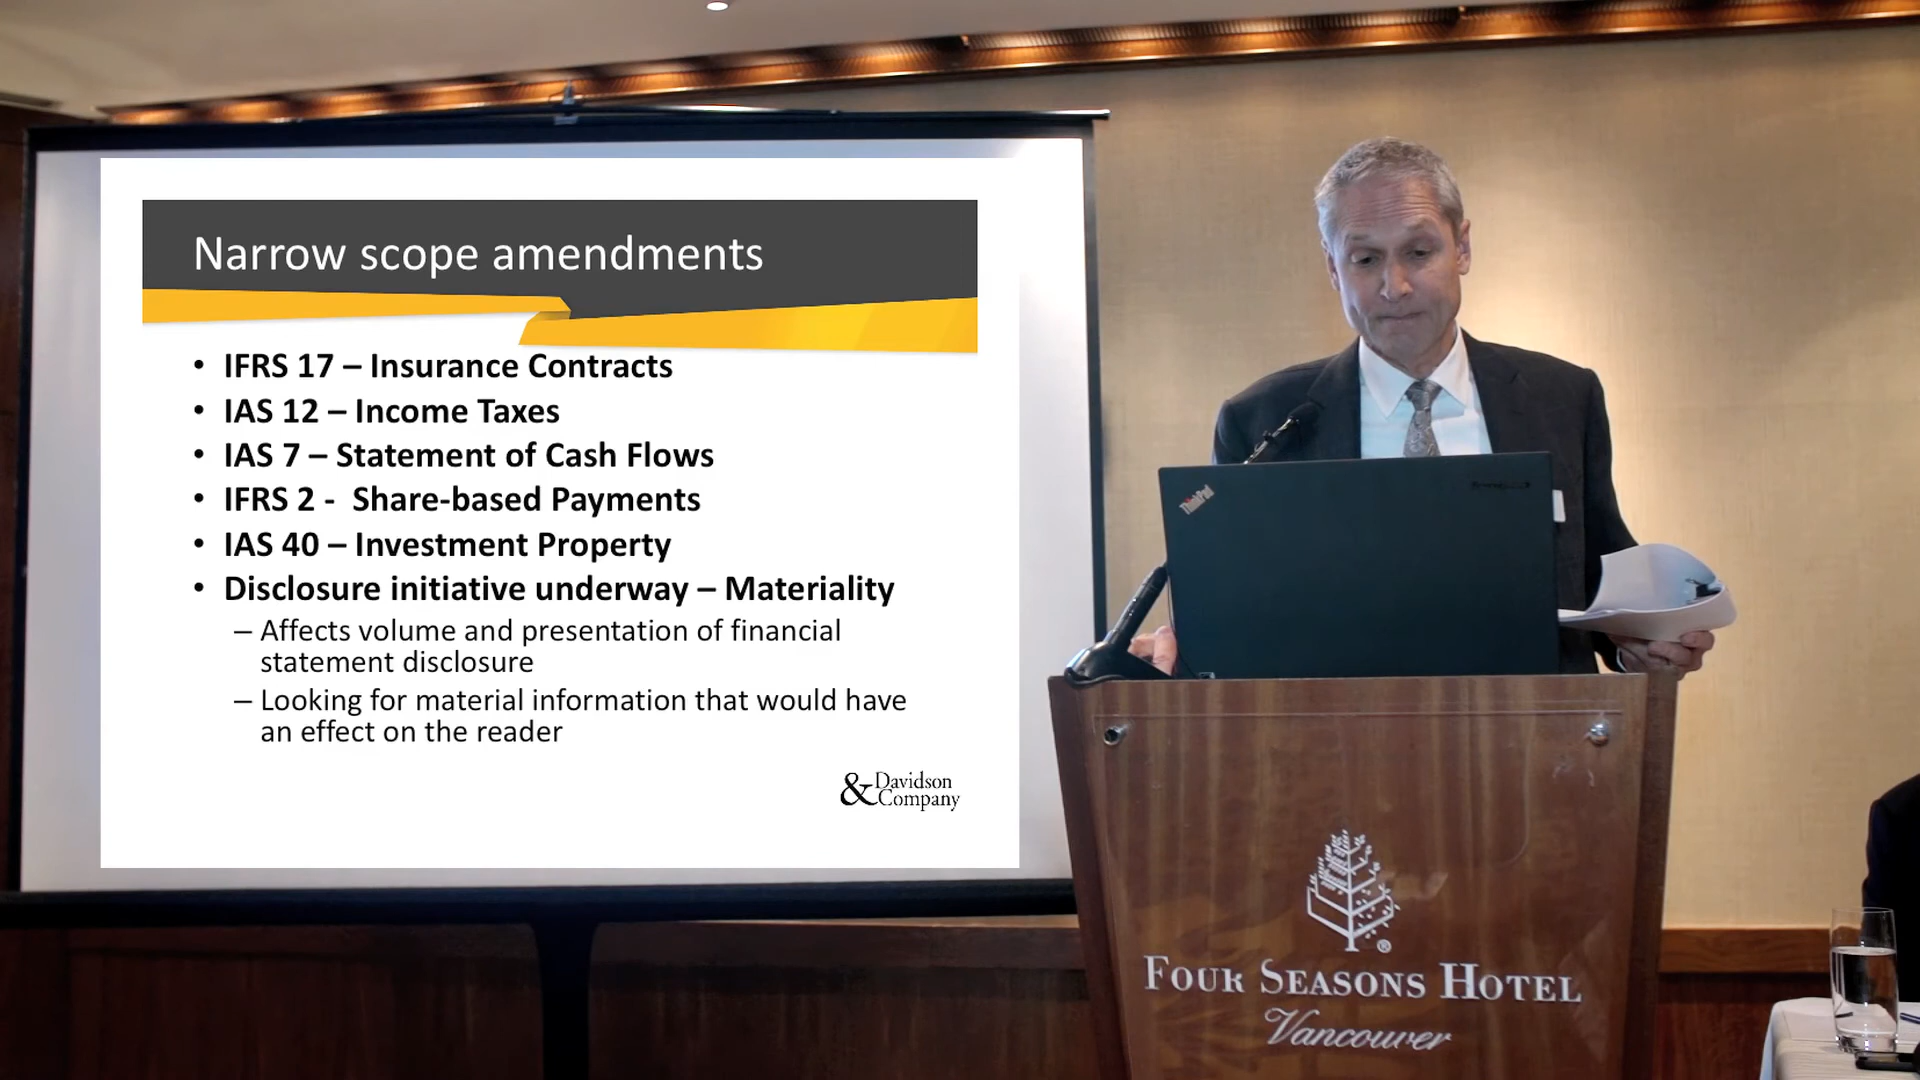 Narrow scope amendments
• IFRS 17 – Insurance Contracts
• IAS 12 – Income Taxes
• IAS 7 – Statement of Cash Flows
• IFRS 2 -  Share-based Payments
• IAS 40 – Investment Property
• Disclosure initiative underway – Materiality
– Affects volume and presentation of financial
statement disclosure
– Looking for material information that would have
an effect on the reader
& Davidson
Company
ThinkPad
®
FOUR SEASONS HOTEL
Vancouver